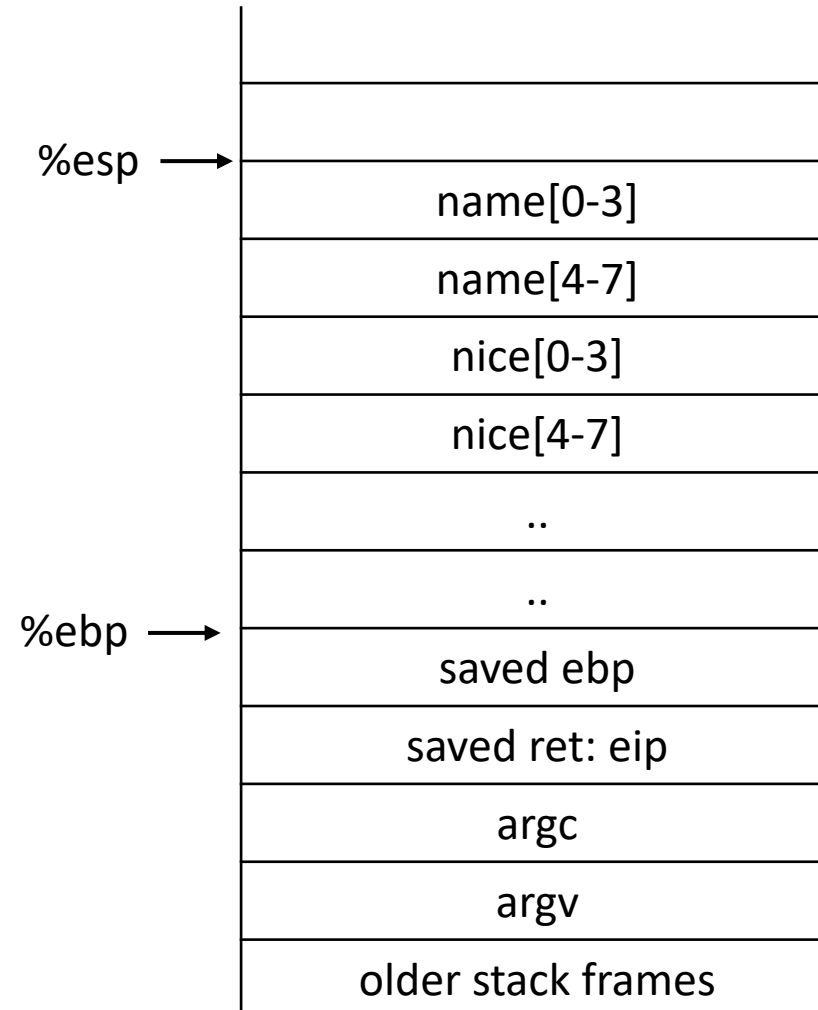 %esp
name[0-3]
name[4-7]
nice[0-3]
nice[4-7]
..
..
%ebp
saved ebp
saved ret: eip
argc
argv
older stack frames